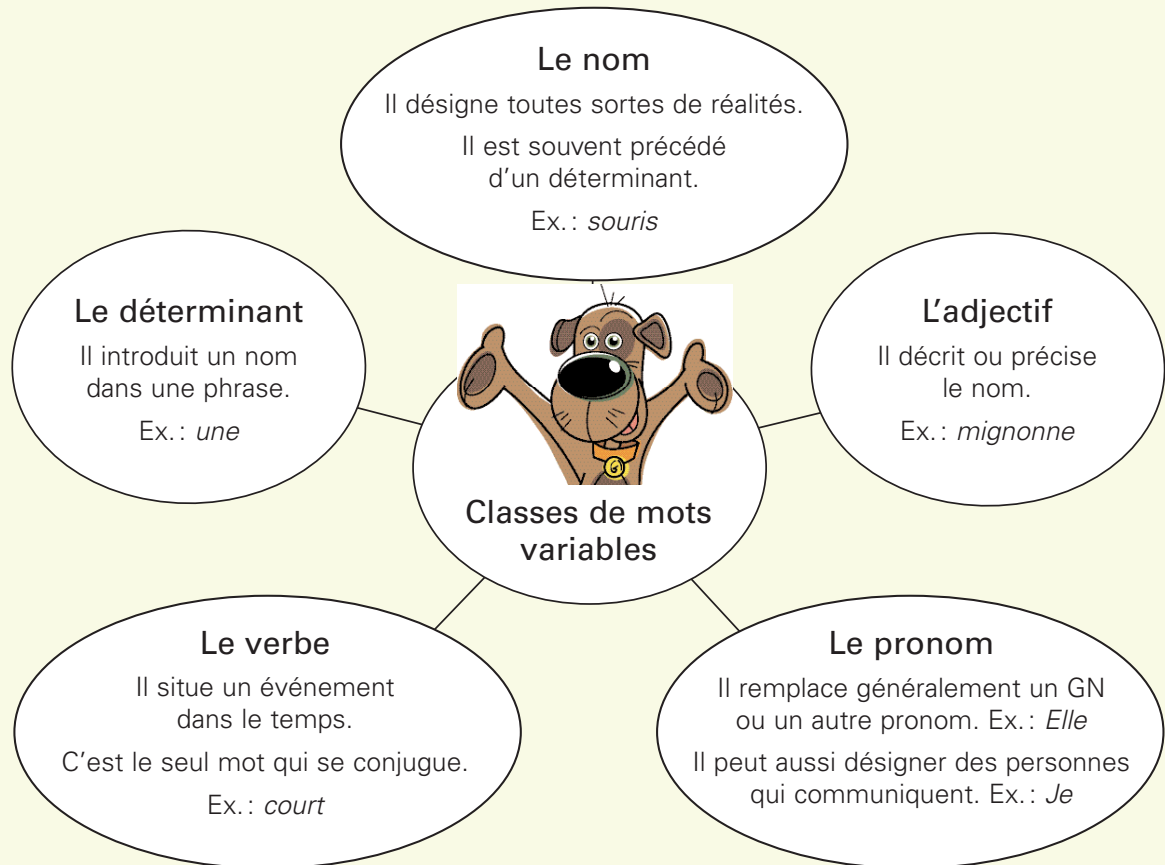 Le nom
Il désigne toutes sortes de réalités.
Il est souvent précédé
d'un déterminant.
Ex. : souris
Le déterminant
Il introduit un nom
dans une phrase.
Ex. : une
L'adjectif
Il décrit ou précise
le nom.
Ex. : mignonne
G
Classes de mots
variables
Le verbe
Il situe un événement
dans le temps.
C'est le seul mot qui se conjugue.
Ex. : court
Le pronom
Il remplace généralement un GN
ou un autre pronom. Ex. : Elle
Il peut aussi désigner des personnes
qui communiquent. Ex. : Je